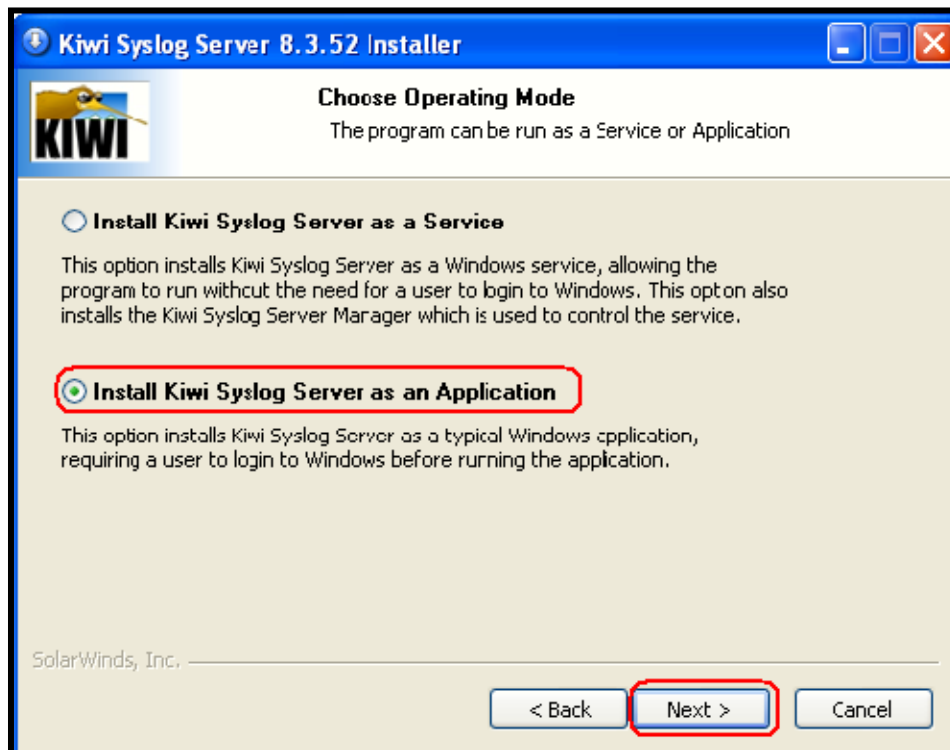 Kiwi Syslog Server 8.3.52 Installer
KIWI
Choose Operating Mode
The program can be run as a Service or Application
Install Kiwi Syslog Server as a Service
This option installs Kiwi Syslog Server as a Windows service, allowing the
program to run without the need for a user to login to Windows. This option also
installs the Kiwi Syslog Server Manager which is used to control the service.
Install Kiwi Syslog Server as an Application
This option installs Kiwi Syslog Server as a typical Windows application,
requiring a user to login to Windows before running the application.
SolarWinds, Inc.
< Back
Next >
Cancel